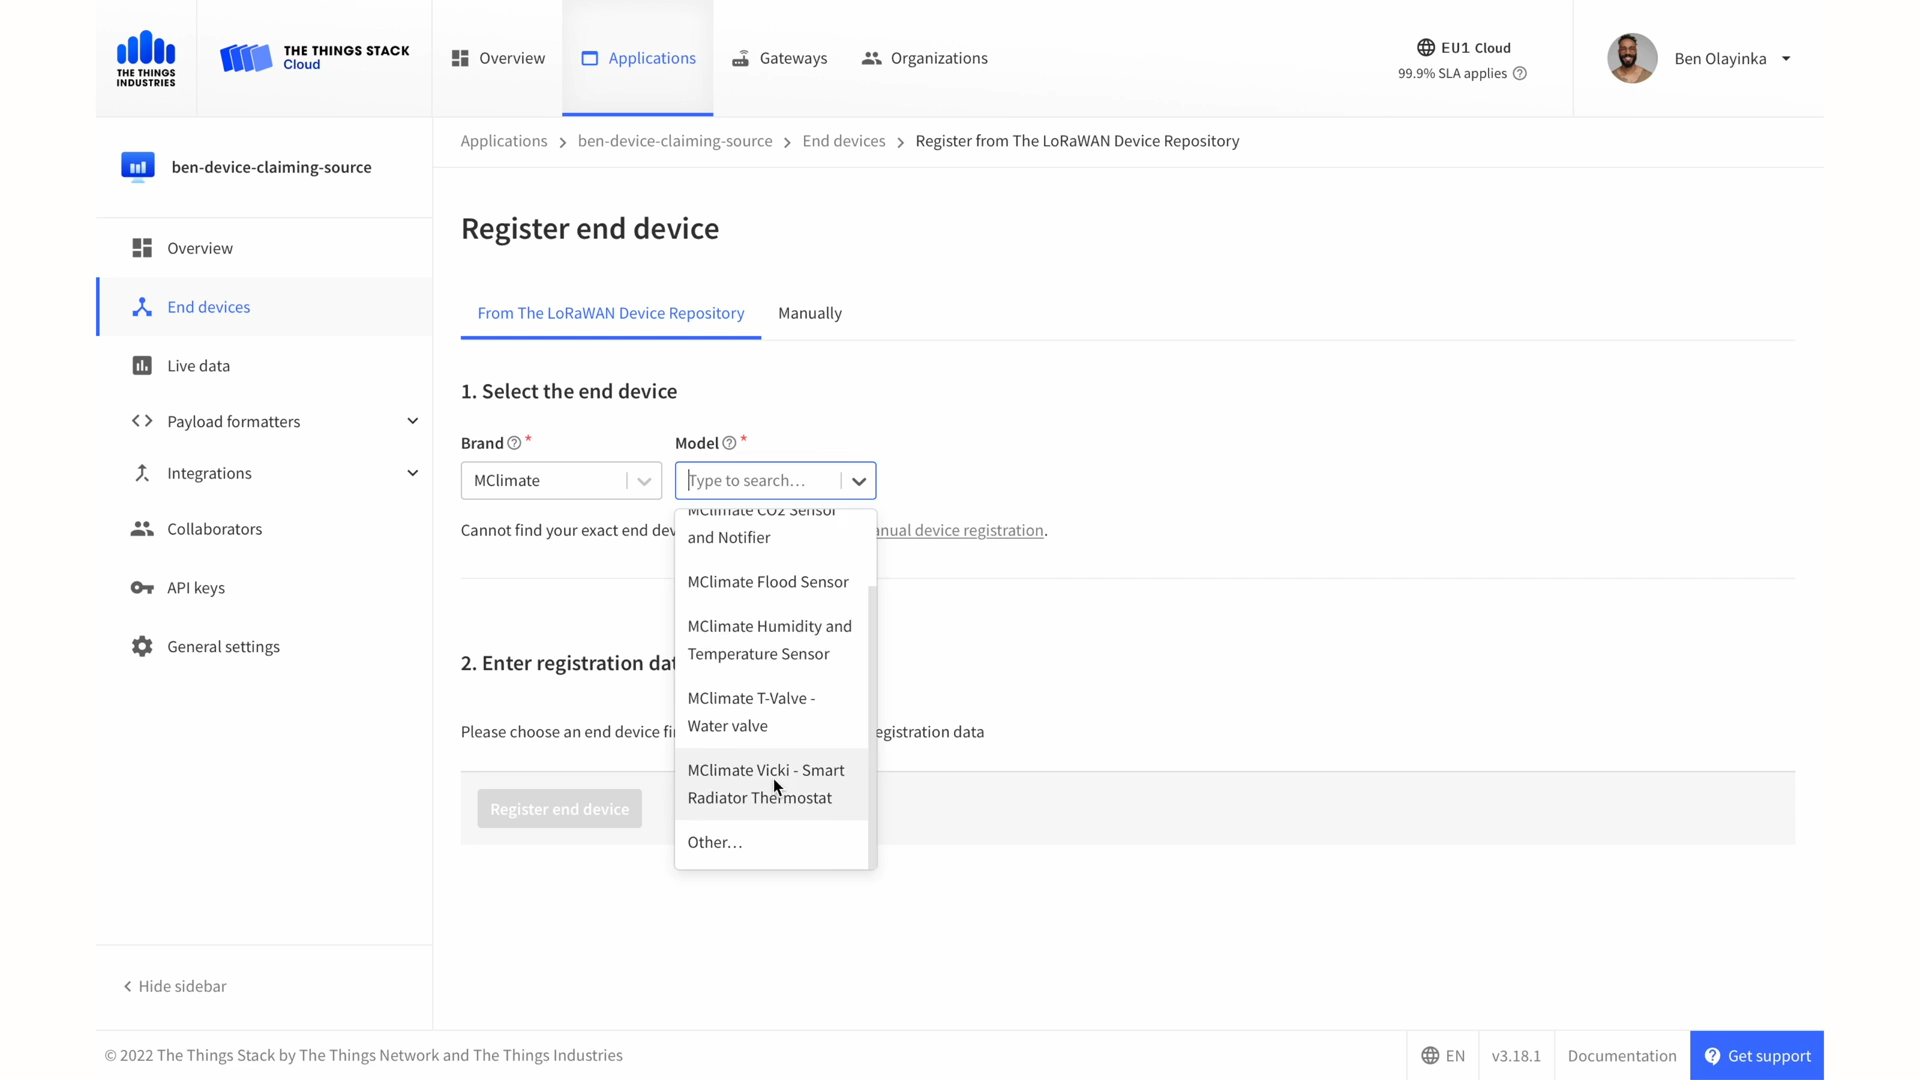 THE THINGS
INDUSTRIES
THE THINGS STACK
Cloud
Overview
Applications
Gateways
Organizations
EU1 Cloud
99.9% SLA applies
Ben Olayinka
ben-device-claiming-source
Overview
End devices
Live data
Payload formatters
Integrations
Collaborators
API keys
General settings
Hide sidebar
Applications > ben-device-claiming-source > End devices > Register from The LoRaWAN Device Repository
Register end device
From The LoRaWAN Device Repository
Manually
1. Select the end device
Brand *
Model *
MClimate
Type to search...
Cannot find your exact end dev
anual device registration.
MClimate CO2 Sensor
and Notifier
MClimate Flood Sensor
MClimate Humidity and
Temperature Sensor
MClimate T-Valve -
Water valve
MClimate Vicki - Smart
Radiator Thermostat
Other...
2. Enter registration dat
Please choose an end device fi
egistration data
Register end device
© 2022 The Things Stack by The Things Network and The Things Industries
EN
v3.18.1
Documentation
Get support